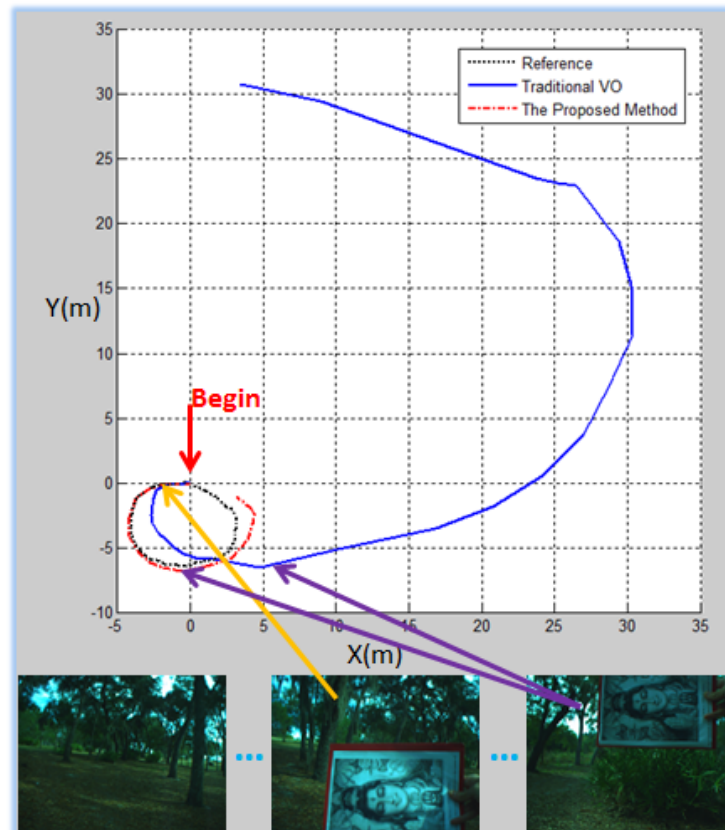 35
30
25
20
15
10
5
0
-5
-10
Y(m)
Reference
Traditional VO
The Proposed Method
Begin
-5 0 5 10 15 20 25 30 35
X(m)
... ...